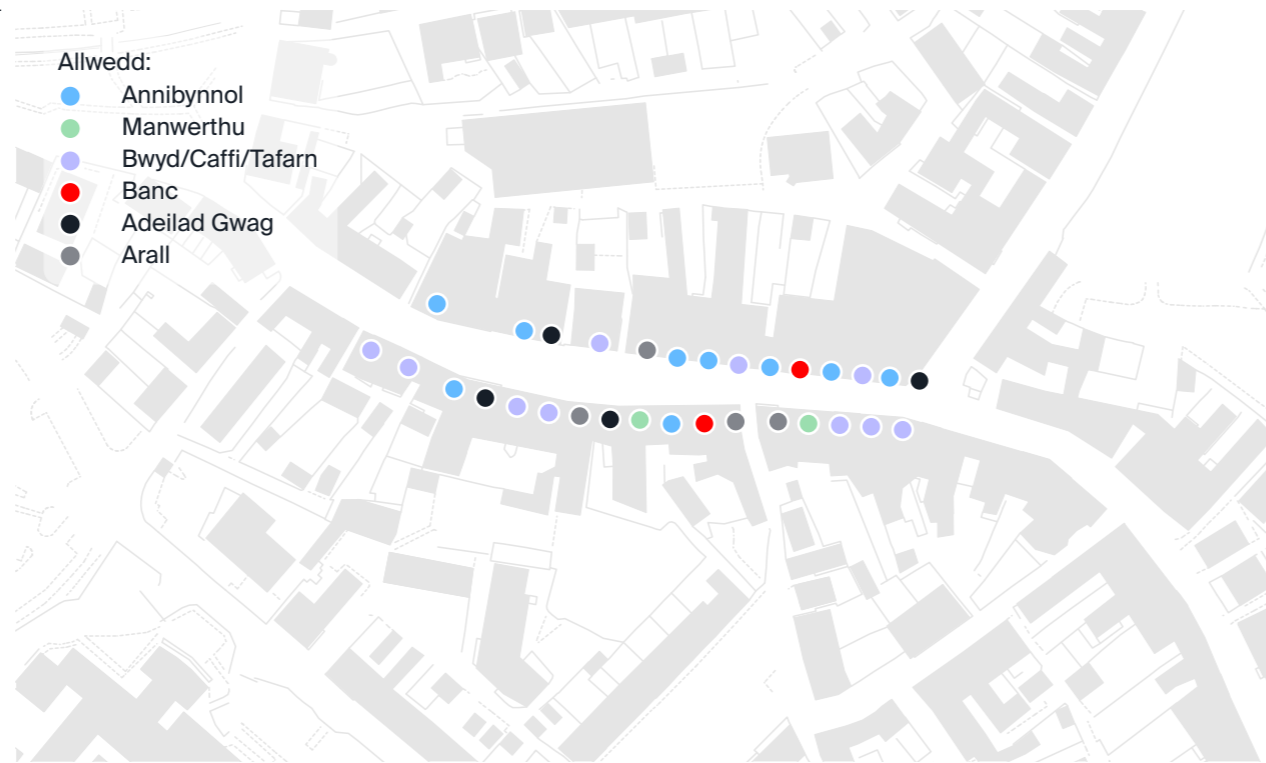 Allwedd:
Annibynnol
Manwerthu
Bwyd/Caffi/Tafarn
Banc
Adeilad Gwag
Arall